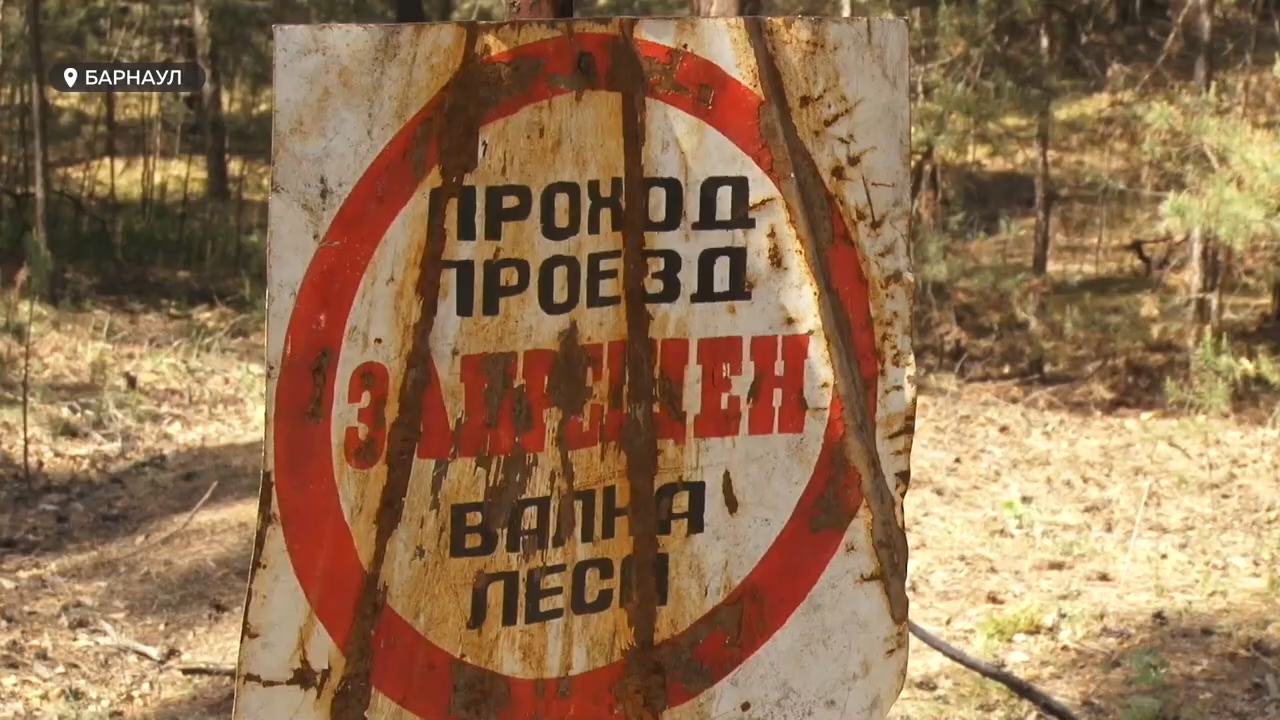 БАРНАУЛ
ПРОХОД
ПРОЕЗД
ЗАПРЕЩЕН
ВАЛКА
ЛЕСА